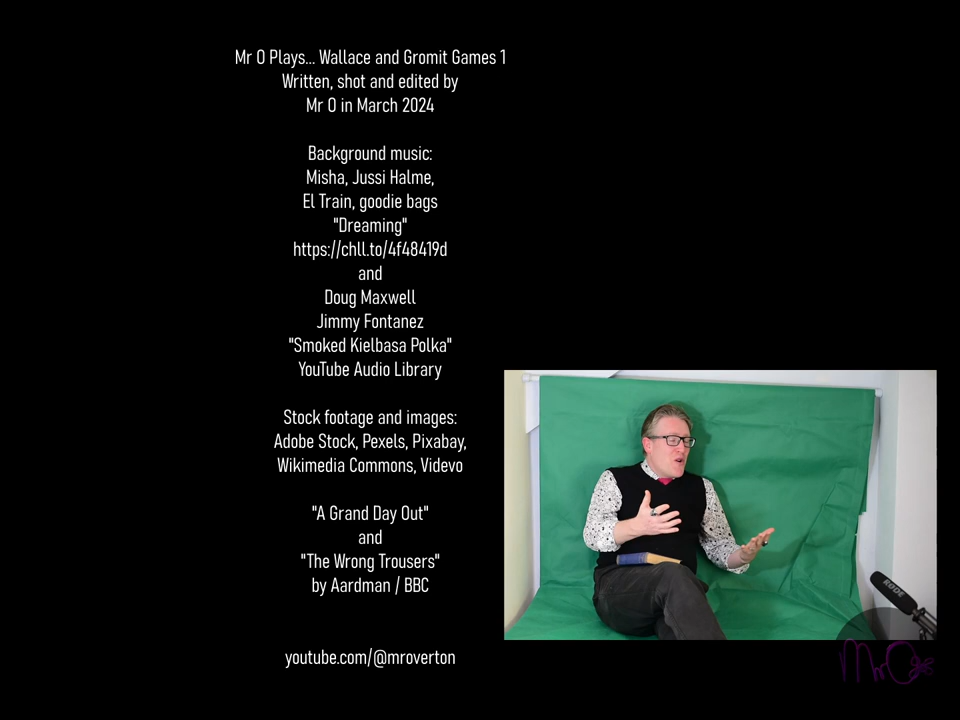 Mr O Plays... Wallace and Gromit Games 1
Written, shot and edited by
Mr O in March 2024
Background music:
Misha, Jussi Halme,
El Train, goodie bags
"Dreaming"
https://chll.to/4f48419d
and
Doug Maxwell
Jimmy Fontanez
"Smoked Kielbasa Polka"
YouTube Audio Library
Stock footage and images:
Adobe Stock, Pexels, Pixabay,
Wikimedia Commons, Videvo
"A Grand Day Out"
and
"The Wrong Trousers"
by Aardman / BBC
youtube.com/@mroverton
RODE